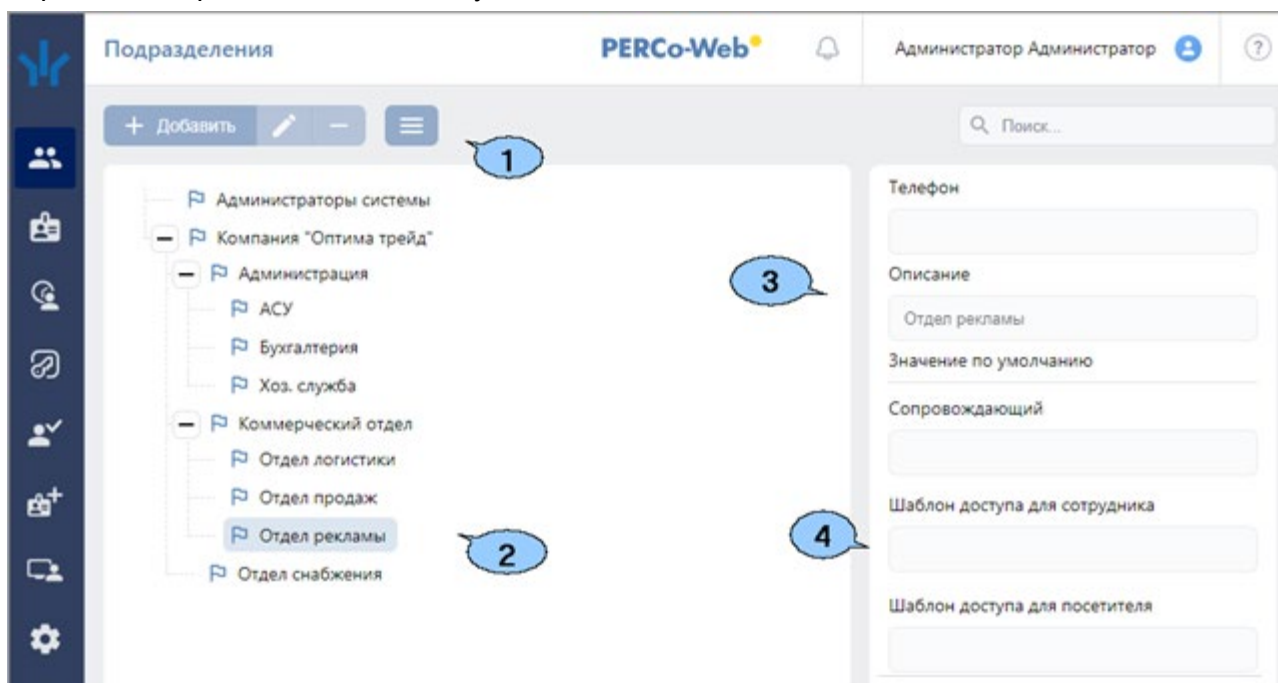 Подразделения
PERCo-Web
Администратор Администратор
?
+ Добавить
Поиск...
1
Администраторы системы
Компания "Оптима трейд"
Администрация
АСУ
Бухгалтерия
Хоз. служба
Коммерческий отдел
Отдел логистики
Отдел продаж
Отдел рекламы
Отдел снабжения
2
3
4
Телефон
Описание
Отдел рекламы
Значение по умолчанию
Сопровождающий
Шаблон доступа для сотрудника
Шаблон доступа для посетителя